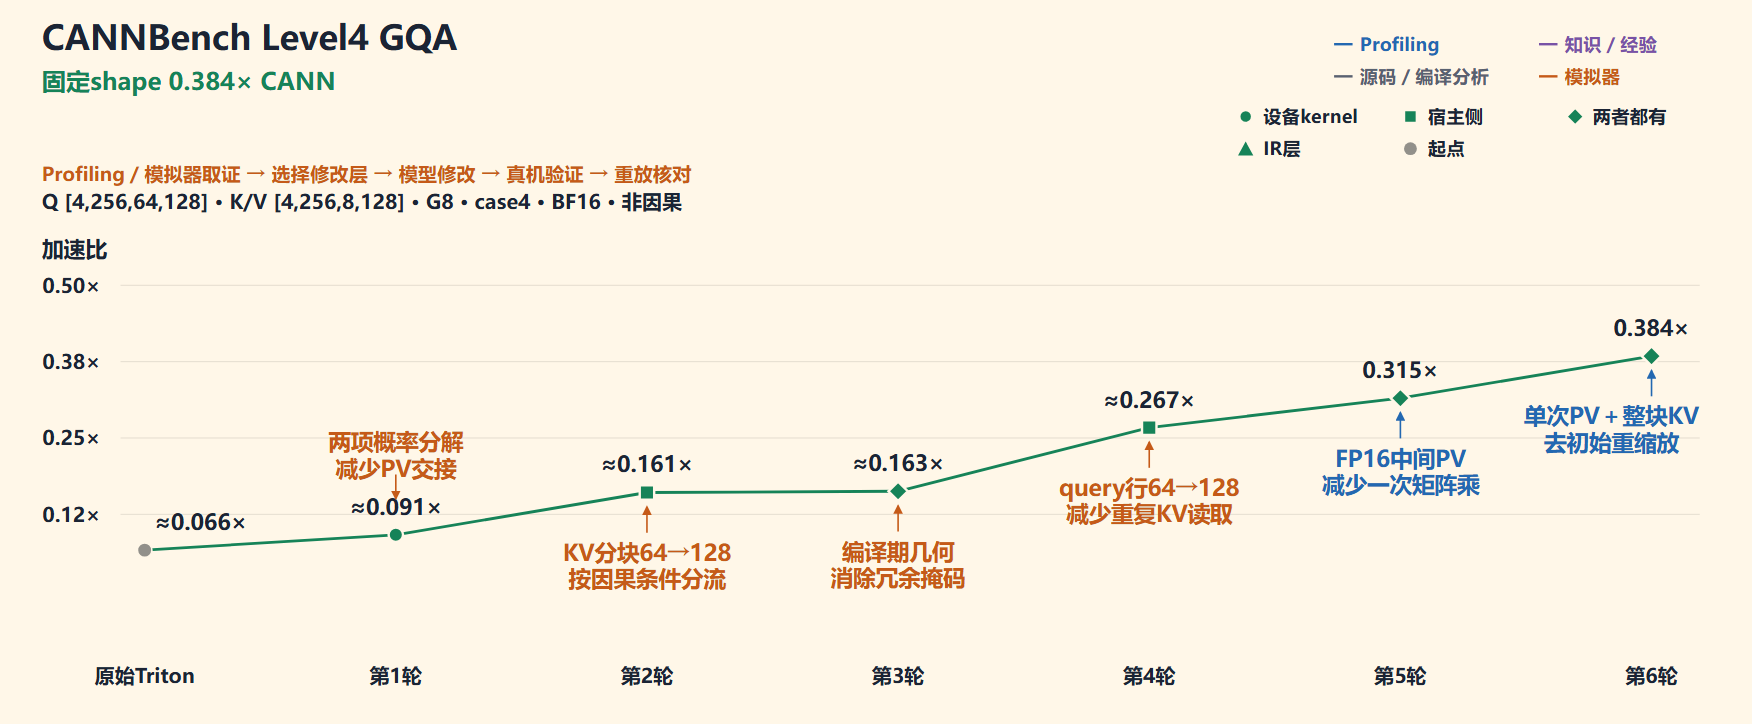 CANNBench Level4 GQA
固定shape 0.384× CANN
Profiling
知识 / 经验
源码 / 编译分析
模拟器
设备kernel
宿主侧
两者都有
IR层
起点
Profiling / 模拟器取证 → 选择修改层 → 模型修改 → 真机验证 → 重放核对
Q [4,256,64,128] • K/V [4,256,8,128] • G8 • case4 • BF16 • 非因果
加速比
0.50×
0.38×
0.25×
0.12×
≈0.066×
两项概率分解
减少PV交接
≈0.091×
≈0.161×
KV分块64→128
按因果条件分流
≈0.163×
编译期几何
消除冗余掩码
≈0.267×
query行64→128
减少重复KV读取
0.315×
FP16中间PV
减少一次矩阵乘
0.384×
单次PV + 整块KV
去初始重缩放
原始Triton
第1轮
第2轮
第3轮
第4轮
第5轮
第6轮